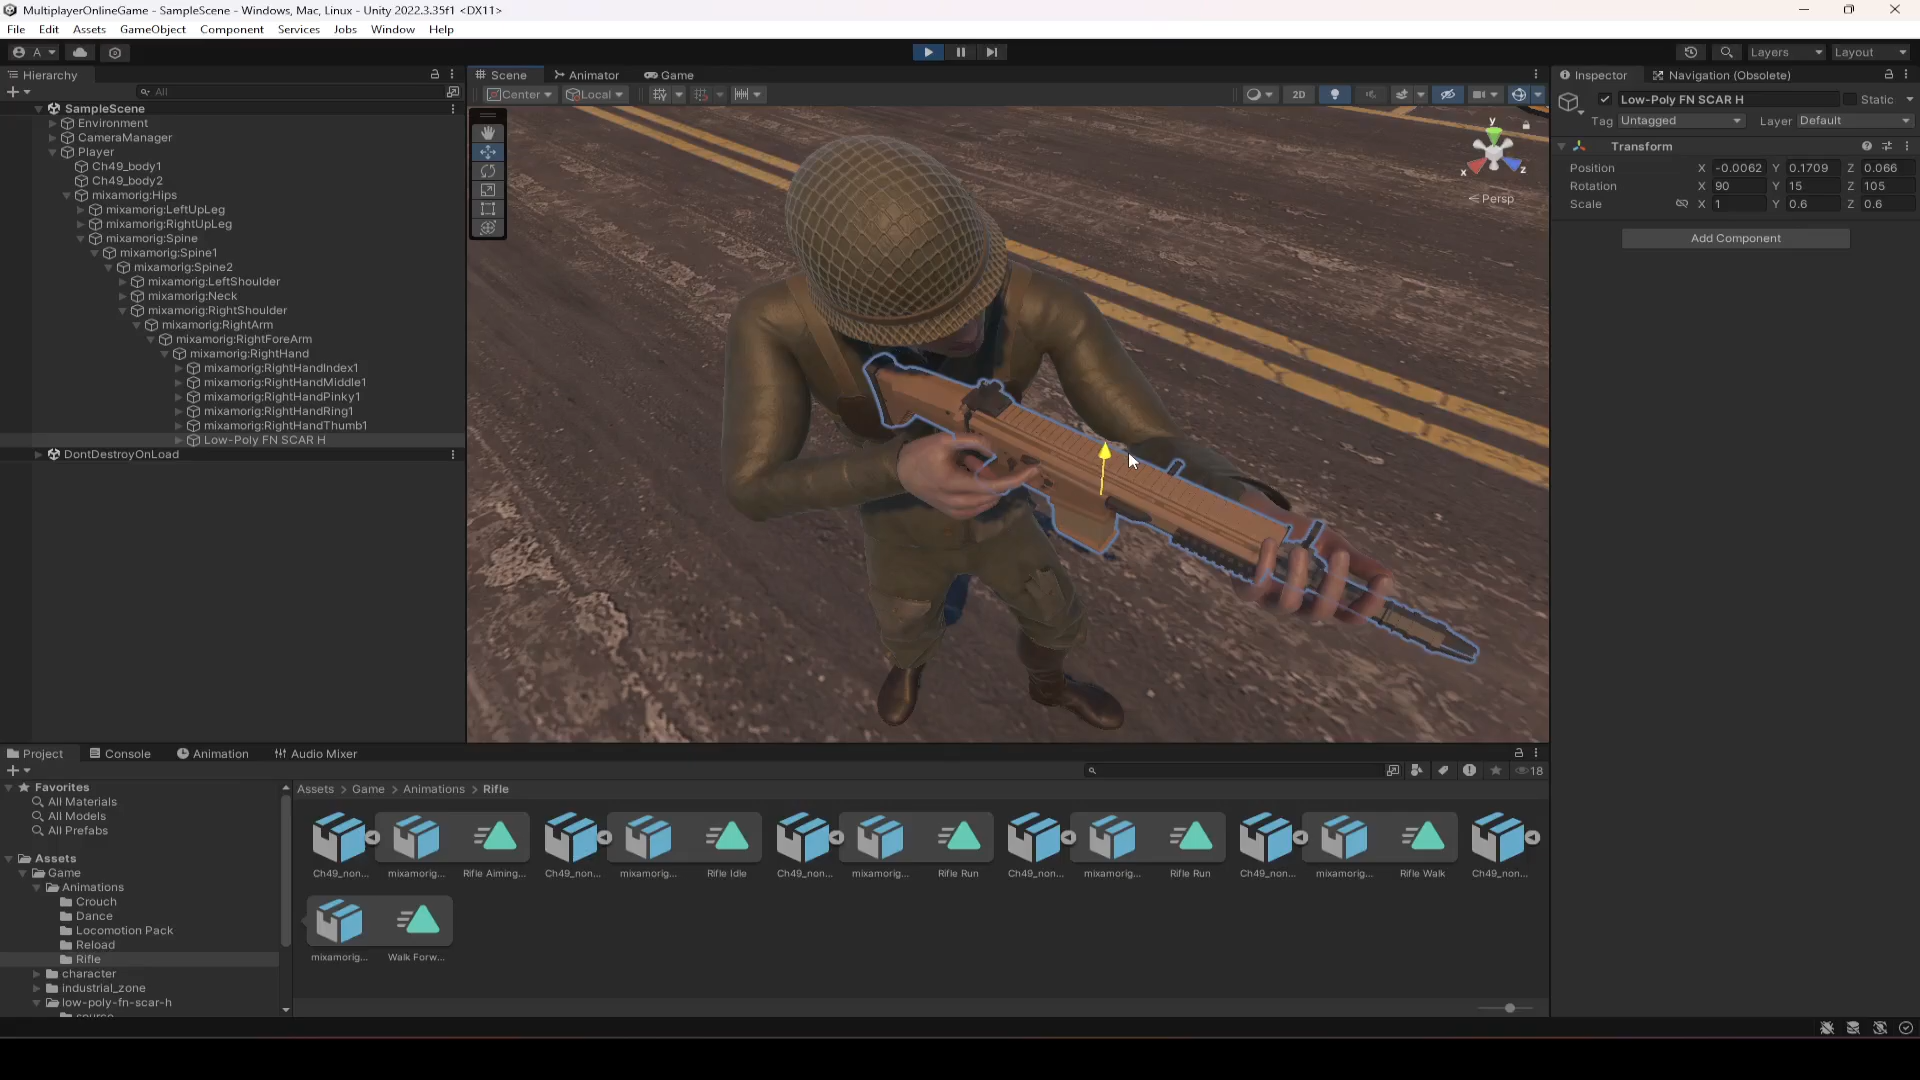 MultiplayerOnlineGame - SampleScene - Windows, Mac, Linux - Unity 2022.3.35f1 <DX11>
File Edit Assets GameObject Component Services Jobs Window Help
A Layers Layout
Hierarchy Scene Animator Game Inspector Navigation (Obsolete)
All Center Local 2D
Low-Poly FN SCAR H Static
Tag Untagged Layer Default
Transform
Position X -0.0062 Y 0.1709 Z 0.066
Rotation X 90 Y 15 Z 105
Scale X 1 Y 0.6 Z 0.6
Add Component
SampleScene
Environment
CameraManager
Player
Ch49_body1
Ch49_body2
mixamorig:Hips
mixamorig:LeftUpLeg
mixamorig:RightUpLeg
mixamorig:Spine
mixamorig:Spine1
mixamorig:Spine2
mixamorig:LeftShoulder
mixamorig:Neck
mixamorig:RightShoulder
mixamorig:RightArm
mixamorig:RightForeArm
mixamorig:RightHand
mixamorig:RightHandIndex1
mixamorig:RightHandMiddle1
mixamorig:RightHandPinky1
mixamorig:RightHandRing1
mixamorig:RightHandThumb1
Low-Poly FN SCAR H
DontDestroyOnLoad
y
x z
Persp
Project Console Animation Audio Mixer
18
Favorites
All Materials
All Models
All Prefabs
Assets
Game
Animations
Crouch
Dance
Locomotion Pack
Reload
Rifle
character
industrial_zone
low-poly-fn-scar-h
source
Assets > Game > Animations > Rifle
Ch49_non... mixamorig... Rifle Aiming... Ch49_non... mixamorig... Rifle Idle Ch49_non... mixamorig... Rifle Run Ch49_non... mixamorig... Rifle Run Ch49_non... mixamorig... Rifle Walk Ch49_non...
mixamorig... Walk Forw...